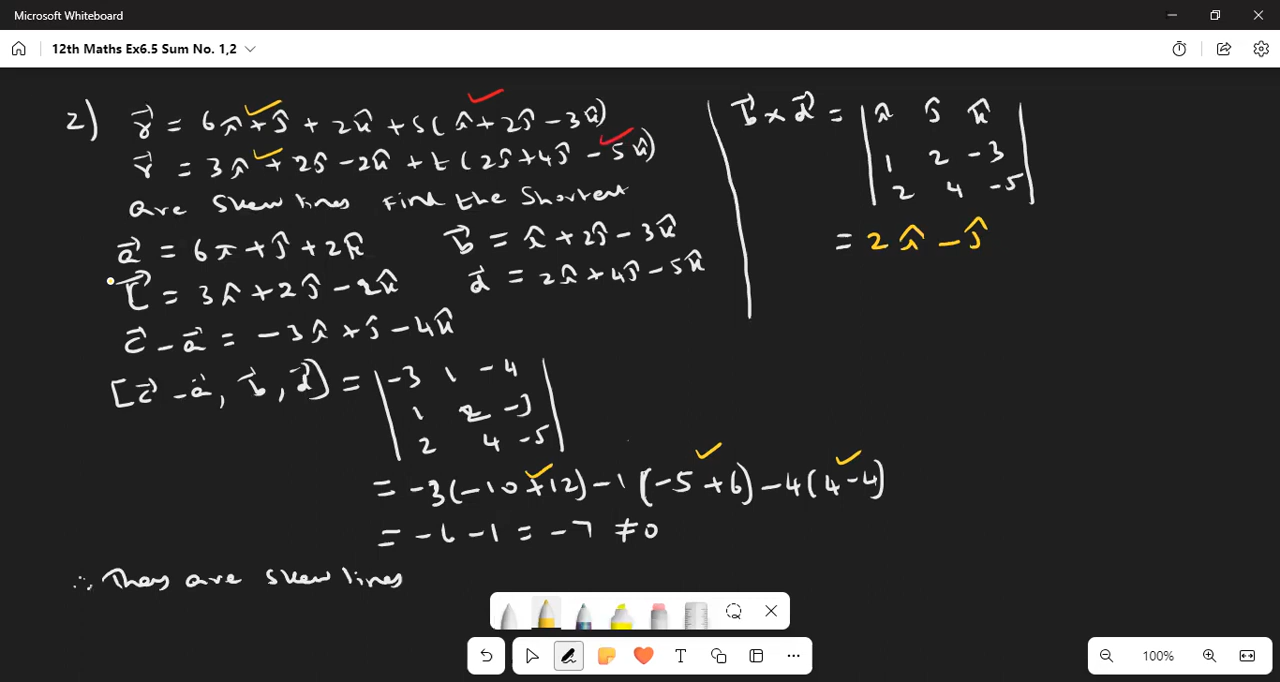 Microsoft Whiteboard
12th Maths Ex6.5 Sum No. 1,2
2) r⃗ = 6î + ĵ + 2k̂ + s(î + 2ĵ - 3k̂)
r⃗ = 3î + 2ĵ - 2k̂ + t(2ĵ + 4ĵ - 5k̂)
are skew lines find the shortest
a⃗ = 6î + ĵ + 2k̂ b⃗ = î + 2ĵ - 3k̂
c⃗ = 3î + 2ĵ - 2k̂ d⃗ = 2î + 4ĵ - 5k̂
c⃗ - a⃗ = -3î + ĵ - 4k̂
[c⃗ - a⃗, b⃗, d⃗] = | -3 1 -4 |
| 1 2 -3 |
| 2 4 -5 |
= -3(-10 + 12) - 1(-5 + 6) - 4(4 - 4)
= -6 - 1 = -7 ≠ 0
∴ They are skew lines
b⃗ × d⃗ = | î ĵ k̂ |
| 1 2 -3 |
| 2 4 -5 |
= 2î - ĵ
100%